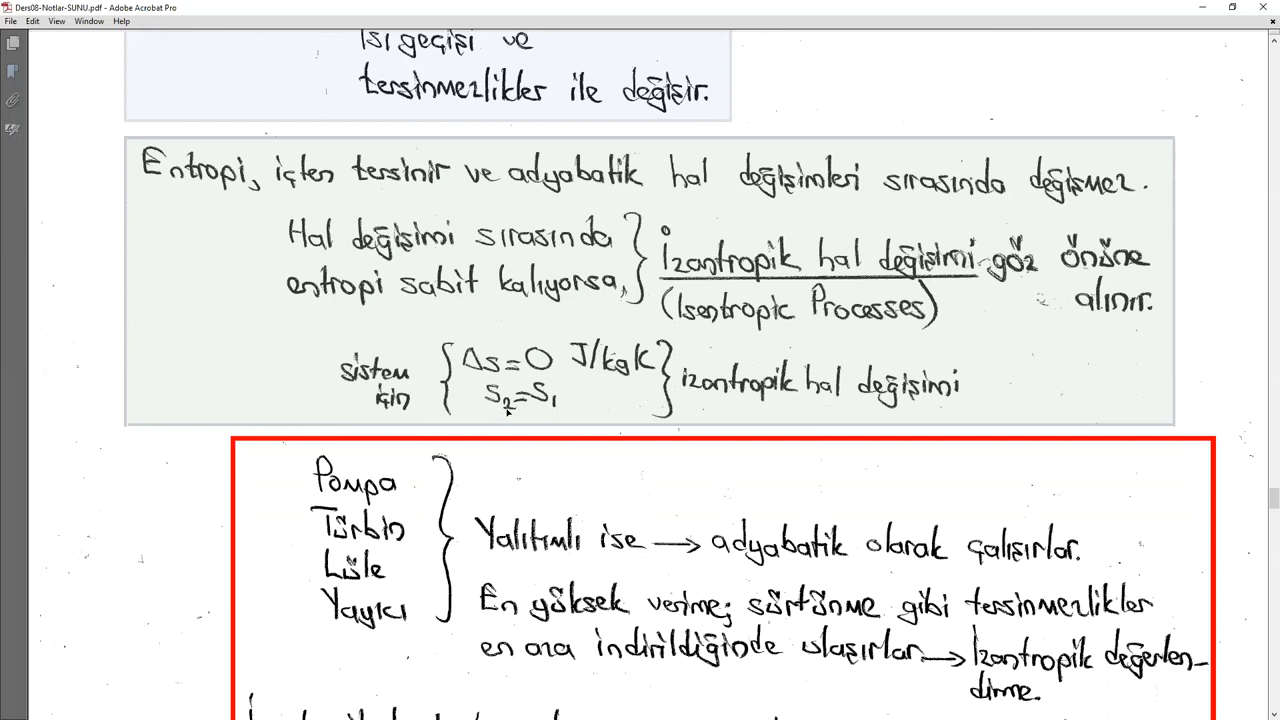 Ders08-Notlar-SUNU.pdf - Adobe Acrobat Pro
File Edit View Window Help
ısı geçişi ve
tersinmezlikler ile değişir.
Entropi, içten tersinir ve adyabatik hal değişimleri sırasında değişmez.
Hal değişimi sırasında
entropi sabit kalıyorsa,
İzantropik hal değişimi göz önüne
(Isentropic Processes) alınır.
sistem
için
Δs=0 J/kgK
s2=s1
izantropik hal değişimi
Pompa
Türbin
Lüle
Yayıcı
Yalıtımlı ise → adyabatik olarak çalışırlar.
En yüksek verime; sürtünme gibi tersinmezlikler
en aza indirildiğinde ulaşırlar → İzantropik değerlen-
dirme.